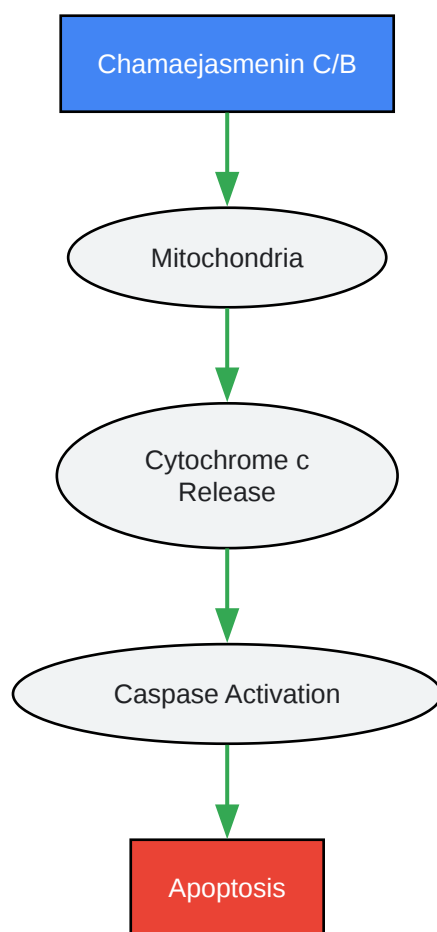 Chamaejasmenin C/B
Mitochondria
Cytochrome c
Release
Caspase Activation
Apoptosis